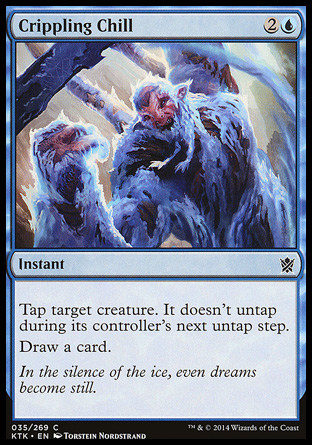 Crippling Chill 2
Instant
Tap target creature. It doesn't untap
during its controller's next untap step.
Draw a card.
In the silence of the ice, even dreams
become still.
035/269 C
KTK • EN Torstein Nordstrand ™ & © 2014 Wizards of the Coast